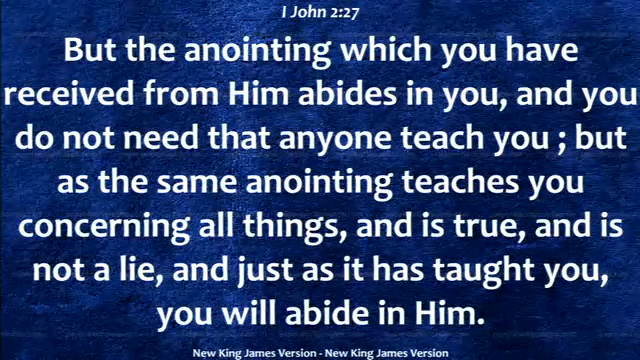 I John 2:27
But the anointing which you have
received from Him abides in you, and you
do not need that anyone teach you ; but
as the same anointing teaches you
concerning all things, and is true, and is
not a lie, and just as it has taught you,
you will abide in Him.
New King James Version - New King James Version